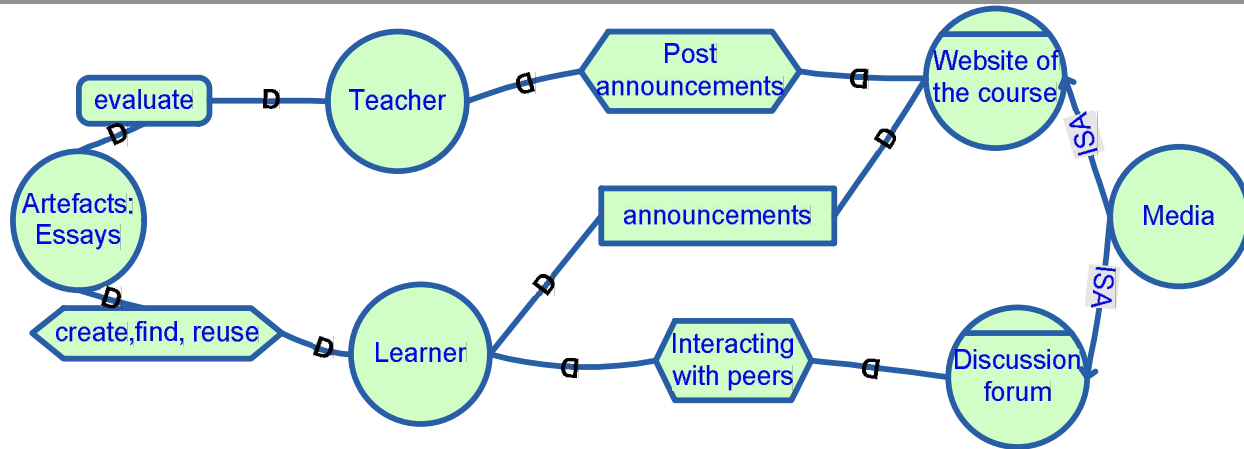 evaluate
D
Teacher
D
Post
announcements
D
Website of
the course
D
D
ISA
Artefacts:
Essays
announcements
Media
D
D
ISA
create,find, reuse
D
Learner
D
Interacting
with peers
D
Discussion
forum